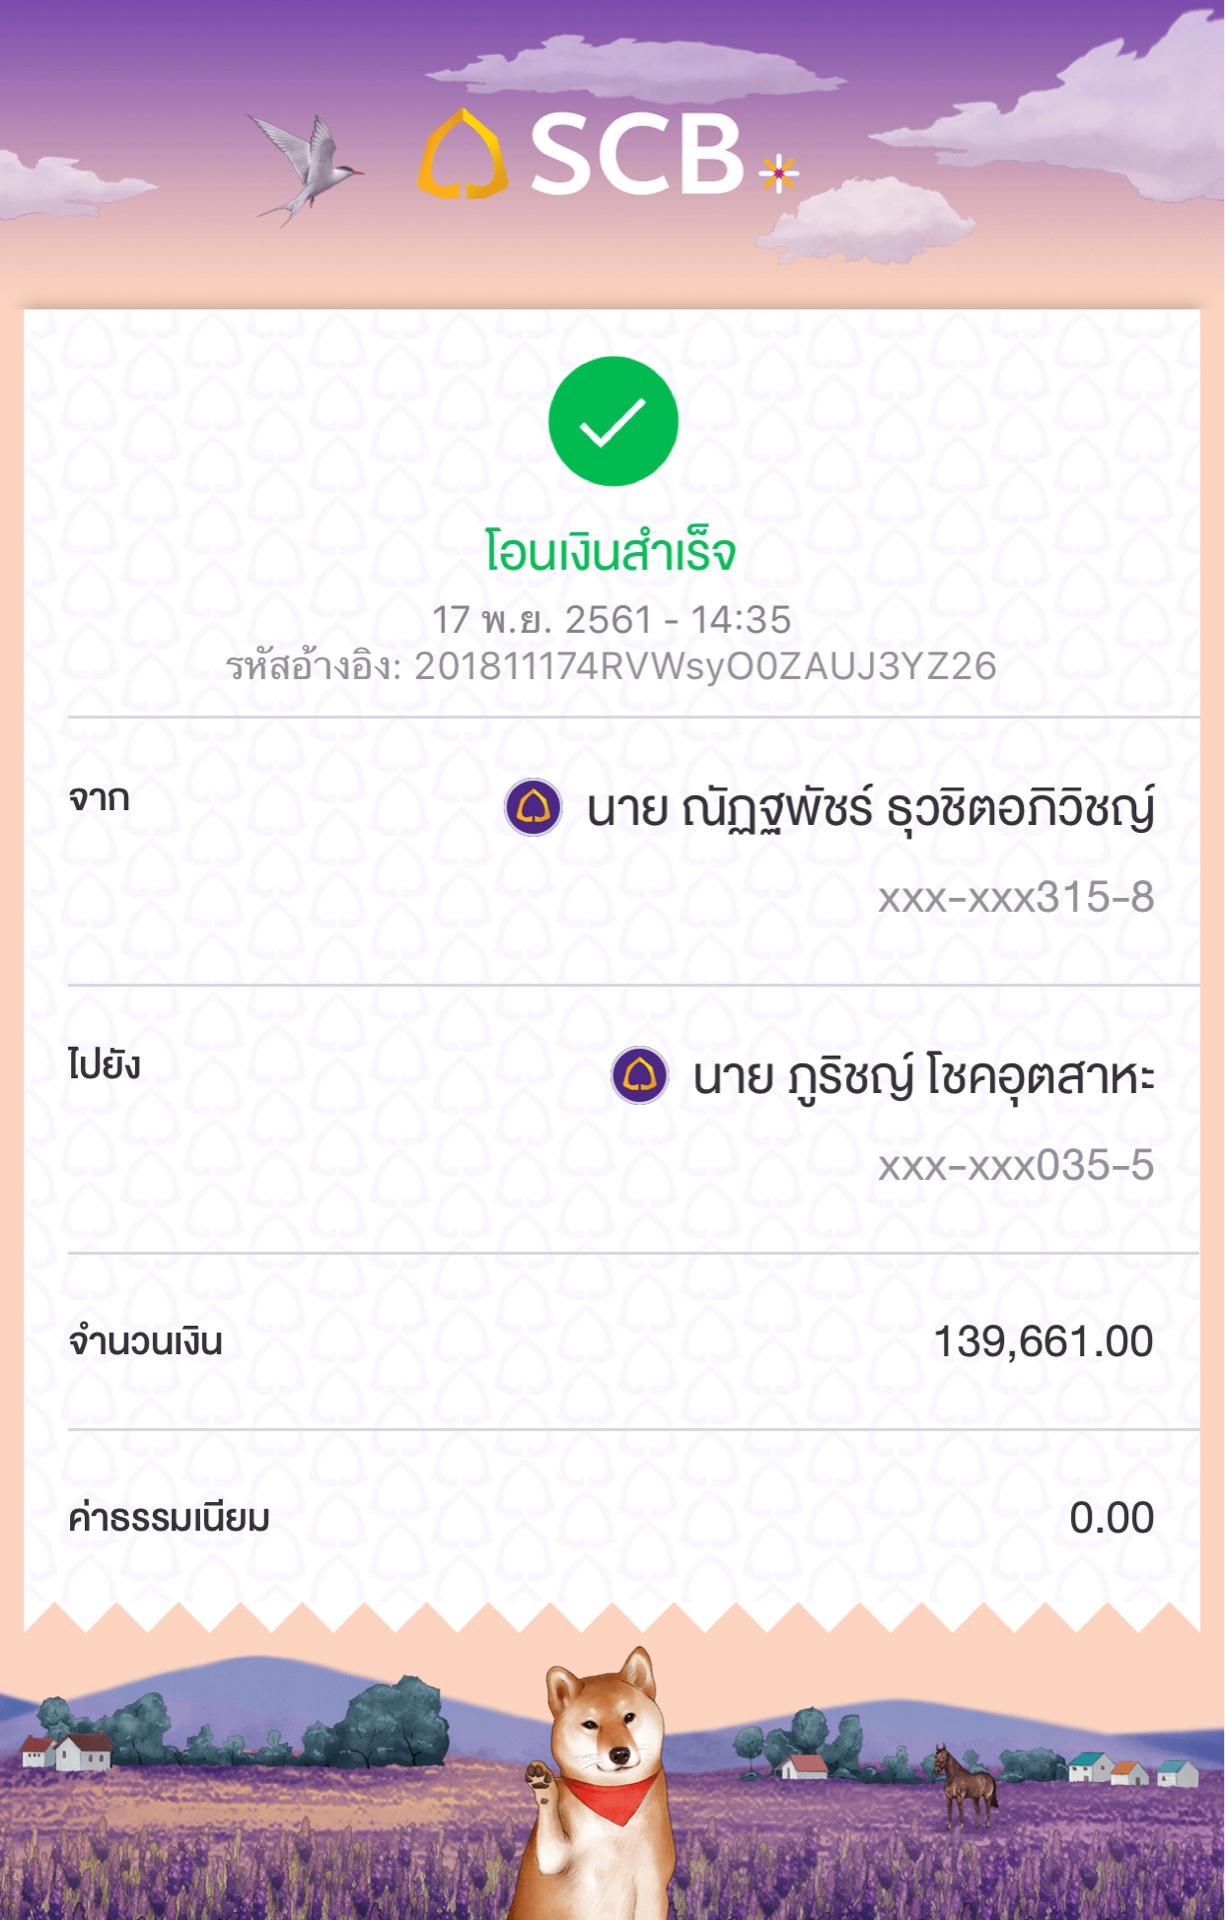 SCB
โอนเงินสำเร็จ
17 พ.ย. 2561 - 14:35
รหัสอ้างอิง: 201811174RVWsyO0ZAUJ3YZ26
จาก
นาย ณัฏฐพัชร์ ธุวชิตอภิวิชญ์
xxx-xxx315-8
ไปยัง
นาย ภูริชญ์ โชคอุตสาหะ
xxx-xxx035-5
จำนวนเงิน 139,661.00
ค่าธรรมเนียม 0.00